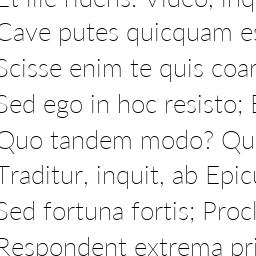 Et ille ridens: Video, inq
Cave putes quicquam es
Scisse enim te quis coar
Sed ego in hoc resisto; E
Quo tandem modo? Qu
Traditur, inquit, ab Epicu
Sed fortuna fortis; Procl
Respondent extrema pri